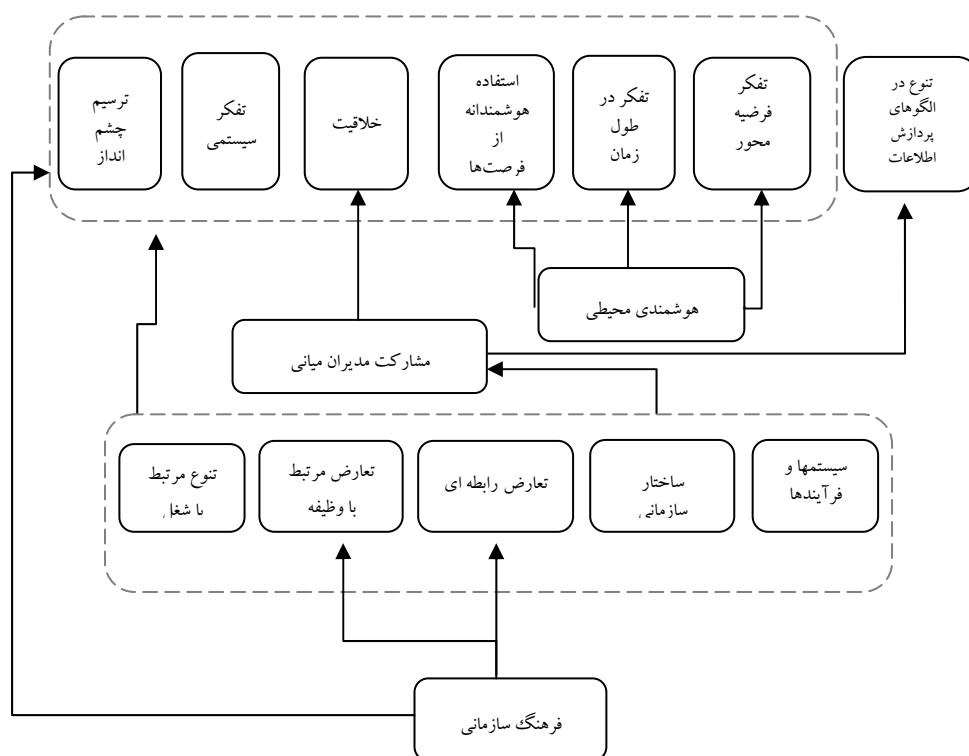 تنوع در
الگوهای
پردازش
اطلاعات
تفکر
فرضیه
محور
تفکر در
طول
زمان
استفاده
هوشمندانه
از
فرصت‌ها
خلاقیت
تفکر
سیستمی
ترسیم
چشم
انداز
هوشمندی محیطی
مشارکت مدیران میانی
سیستمها و
فرآیندها
ساختار
سازمانی
تعارض رابطه ای
تعارض مرتبط
با وظیفه
تنوع مرتبط
با شغل
فرهنگ سازمانی